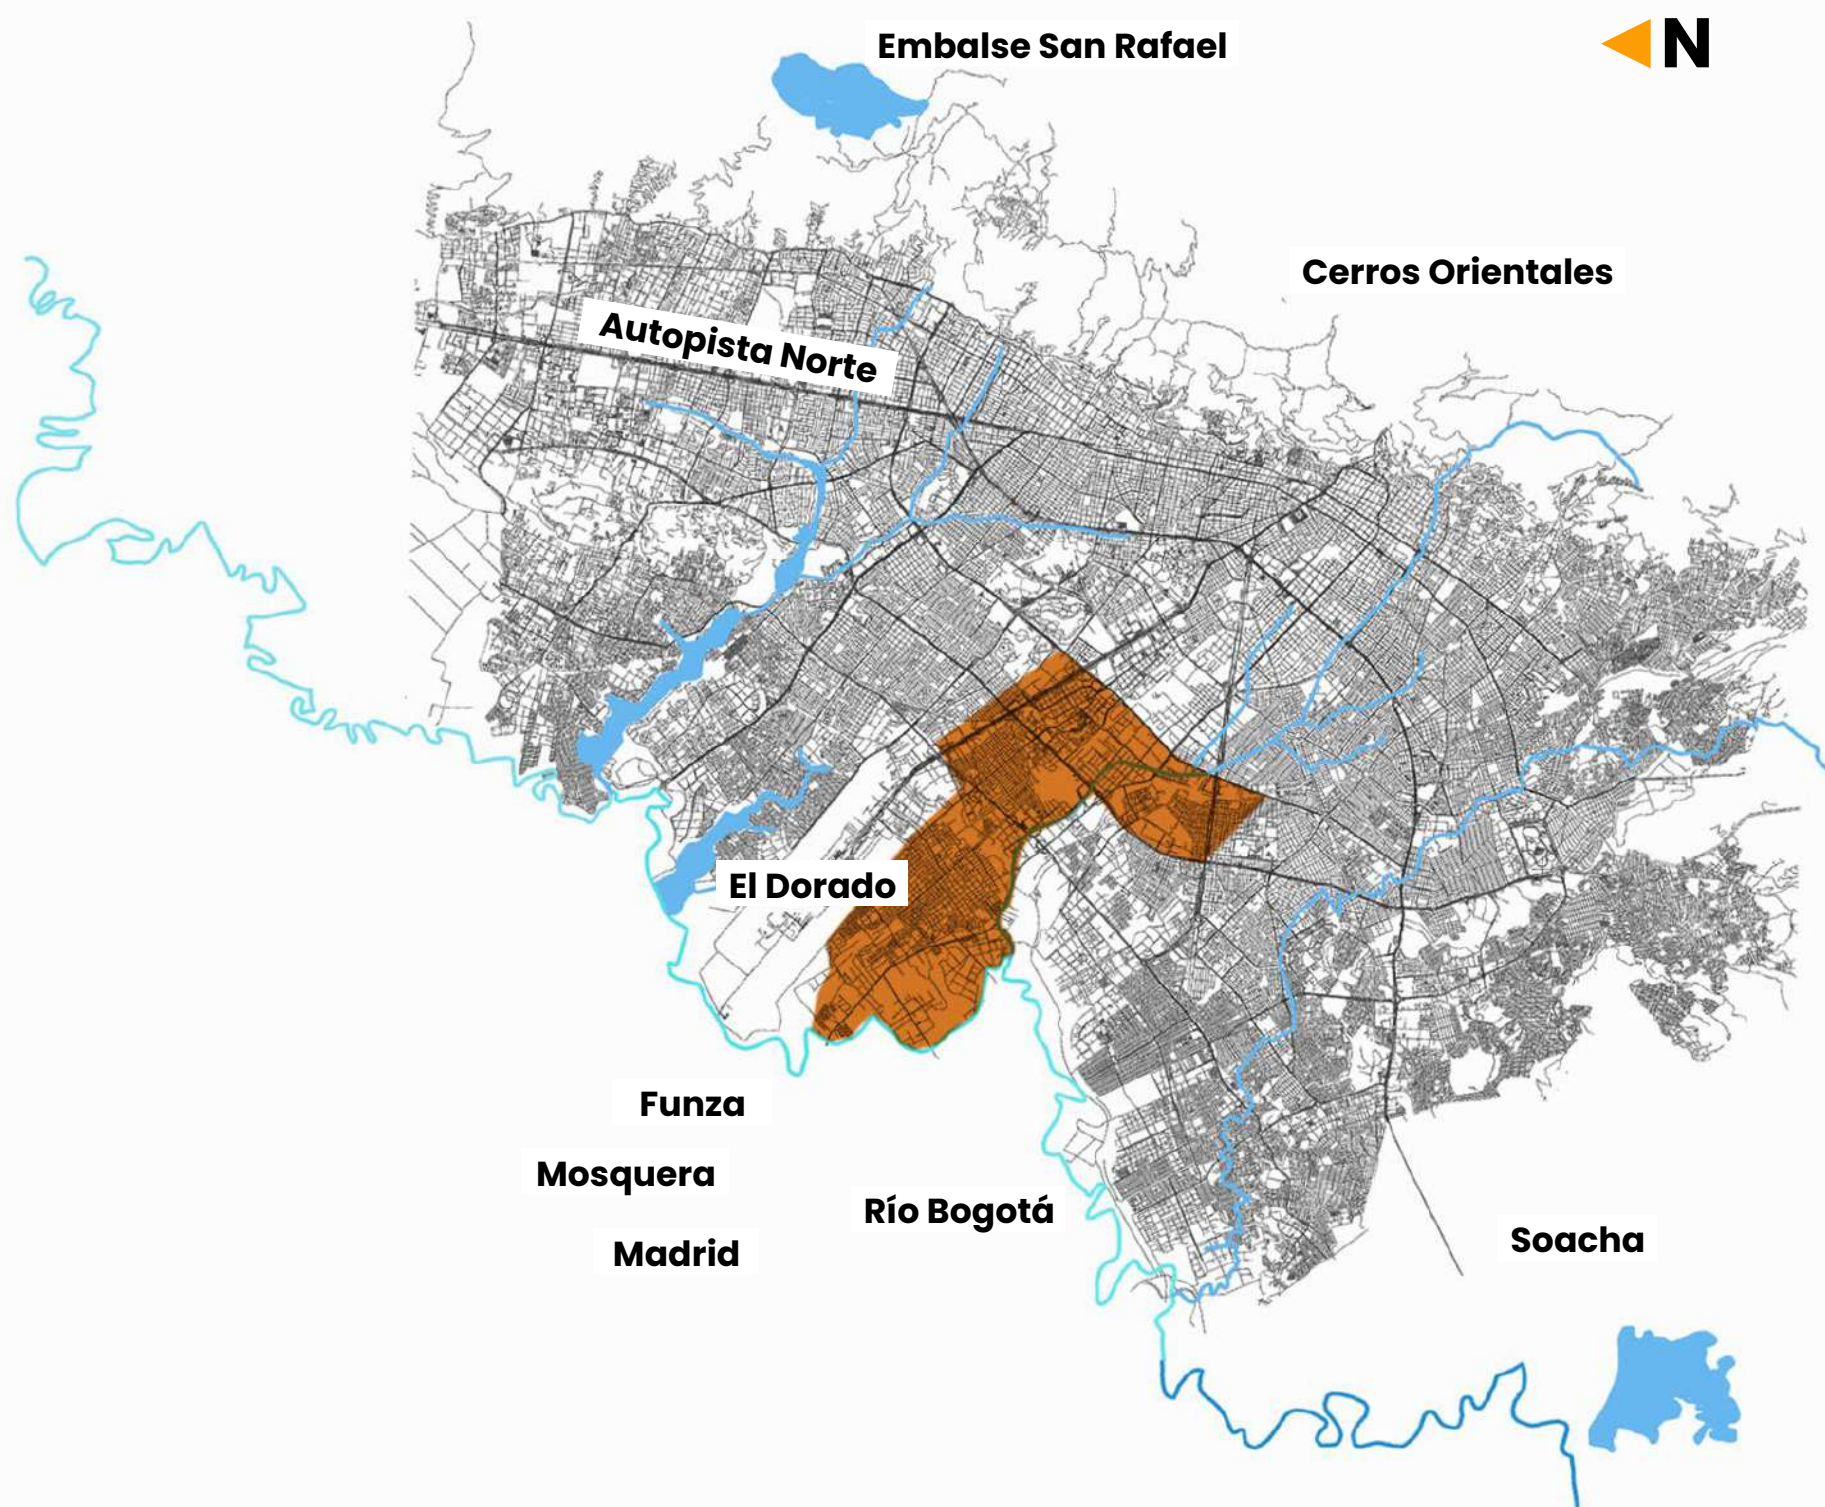 Embalse San Rafael
N
Cerros Orientales
Autopista Norte
El Dorado
Funza
Mosquera
Río Bogotá
Madrid
Soacha